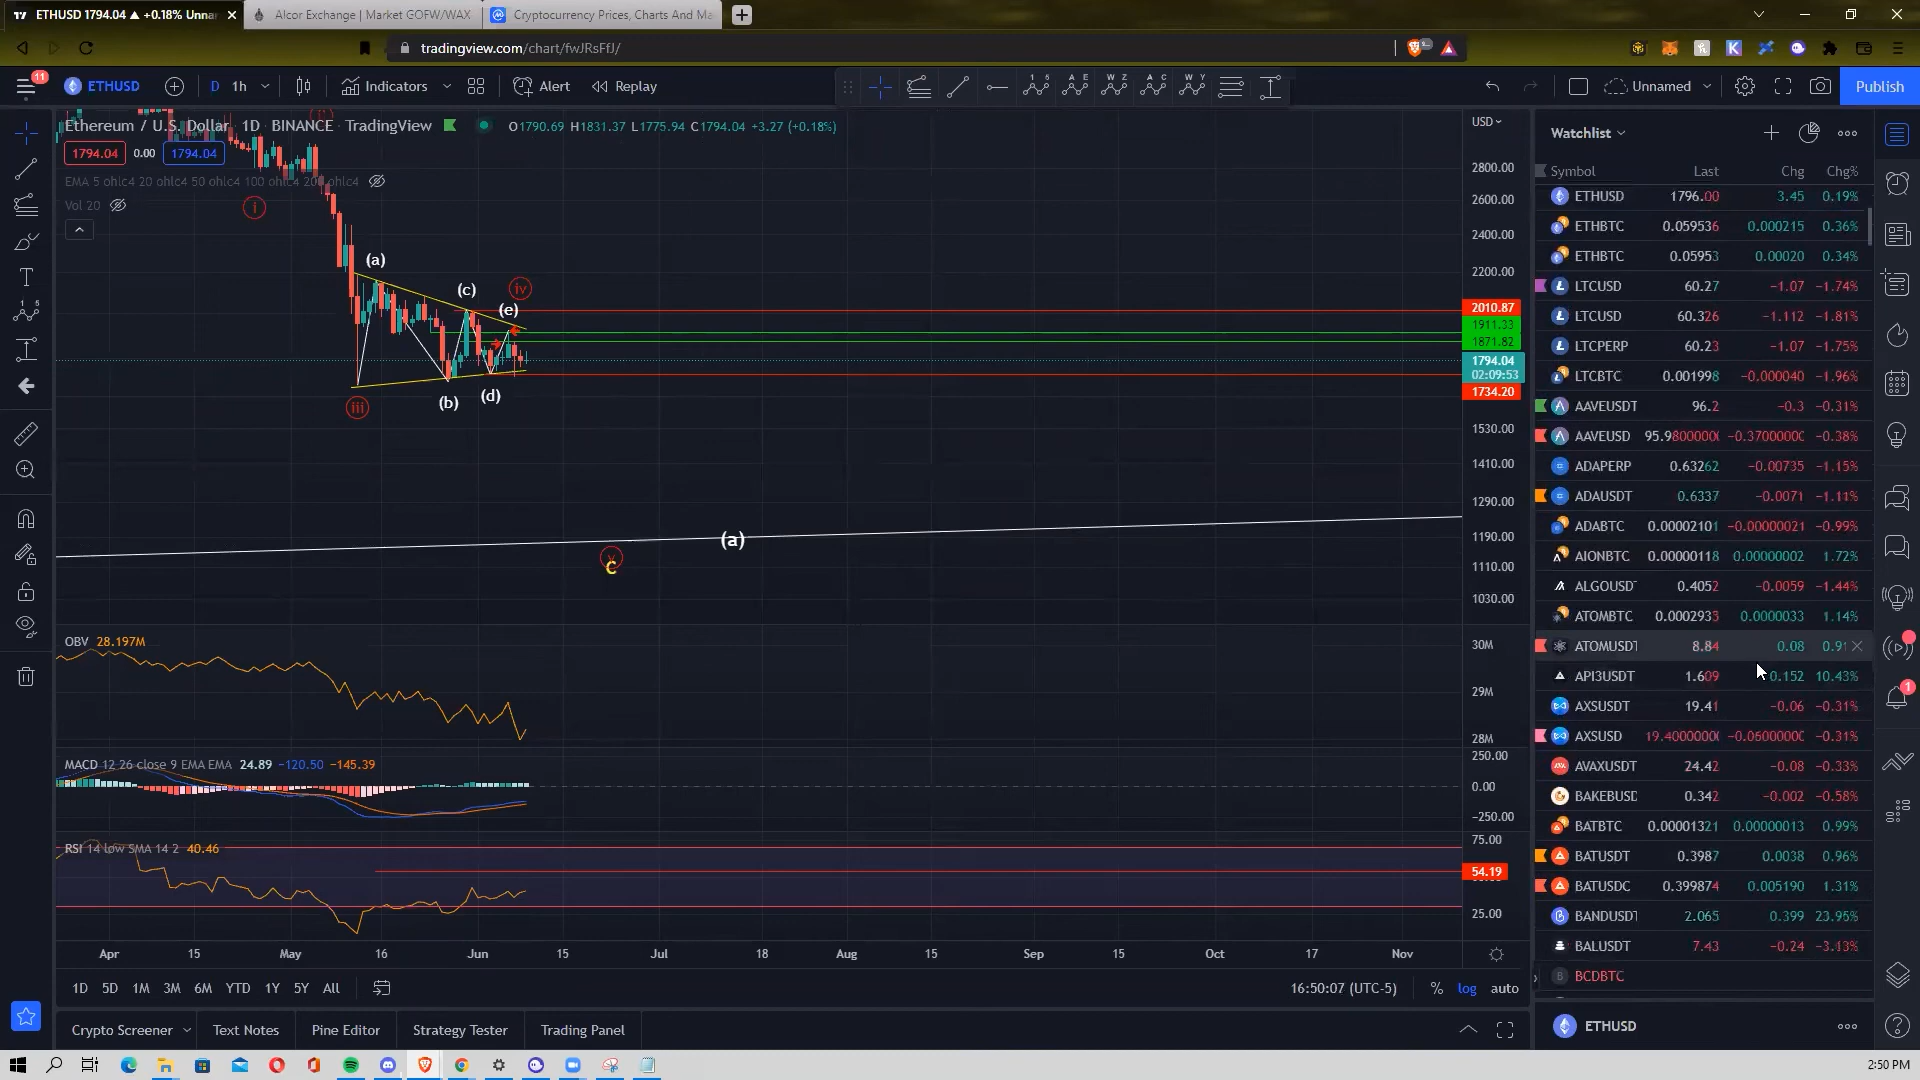 ETHUSD 1794.04 ▲ +0.18% Unna
Alcor Exchange | Market GOFW/WAX
Cryptocurrency Prices, Charts And Ma
tradingview.com/chart/fwJRsFfJ/
11
ETHUSD
D
1h
Indicators
Alert
Replay
Unnamed
Publish
Ethereum / U.S. Dollar · 1D · BINANCE · TradingView
O1790.69 H1831.37 L1775.94 C1794.04 +3.27 (+0.18%)
1794.04
0.00
1794.04
EMA 5 ohlc4 20 ohlc4 50 ohlc4 100 ohlc4 200 ohlc4
Vol 20
i
(a)
(c)
iv
(e)
iii
(b)
(d)
(a)
v
C
USD
2800.00
2600.00
2400.00
2200.00
2010.87
1911.33
1871.82
1794.04
02:09:53
1734.20
1530.00
1410.00
1290.00
1190.00
1110.00
1030.00
OBV 28.197M
30M
29M
28M
MACD 12 26 close 9 EMA EMA 24.89 −120.50 −145.39
250.00
0.00
−250.00
RSI 14 low SMA 14 2 40.46
75.00
54.19
25.00
Apr 15 May 16 Jun 15 Jul 18 Aug 15 Sep 15 Oct 17 Nov
1D 5D 1M 3M 6M YTD 1Y 5Y All
16:50:07 (UTC-5)
% log auto
Crypto Screener
Text Notes
Pine Editor
Strategy Tester
Trading Panel
Watchlist
Symbol Last Chg Chg%
ETHUSD 1796.00 3.45 0.19%
ETHBTC 0.059536 0.000215 0.36%
ETHBTC 0.05953 0.00020 0.34%
LTCUSD 60.27 −1.07 −1.74%
LTCUSD 60.326 −1.112 −1.81%
LTCPERP 60.23 −1.07 −1.75%
LTCBTC 0.001998 −0.000040 −1.96%
AAVEUSDT 96.2 −0.3 −0.31%
AAVEUSD 95.9800000 −0.3700000 −0.38%
ADAPERP 0.63262 −0.00735 −1.15%
ADAUSDT 0.6337 −0.0071 −1.11%
ADABTC 0.00002101 −0.00000021 −0.99%
AIONBTC 0.00000118 0.00000002 1.72%
ALGOUSD 0.4052 −0.0059 −1.44%
ATOMBTC 0.0002933 0.0000033 1.14%
ATOMUSDT 8.84 0.08 0.91
API3USDT 1.609 0.152 10.43%
AXSUSDT 19.41 −0.06 −0.31%
AXSUSD 19.4000000 −0.0600000 −0.31%
AVAXUSDT 24.42 −0.08 −0.33%
BAKEUSD 0.342 −0.002 −0.58%
BATBTC 0.00001321 0.00000013 0.99%
BATUSDT 0.3987 0.0038 0.96%
BATUSDC 0.399874 0.005190 1.31%
BANDUSDT 2.065 0.399 23.95%
BALUSDT 7.43 −0.24 −3.13%
BCDBTC
ETHUSD
1
2:50 PM